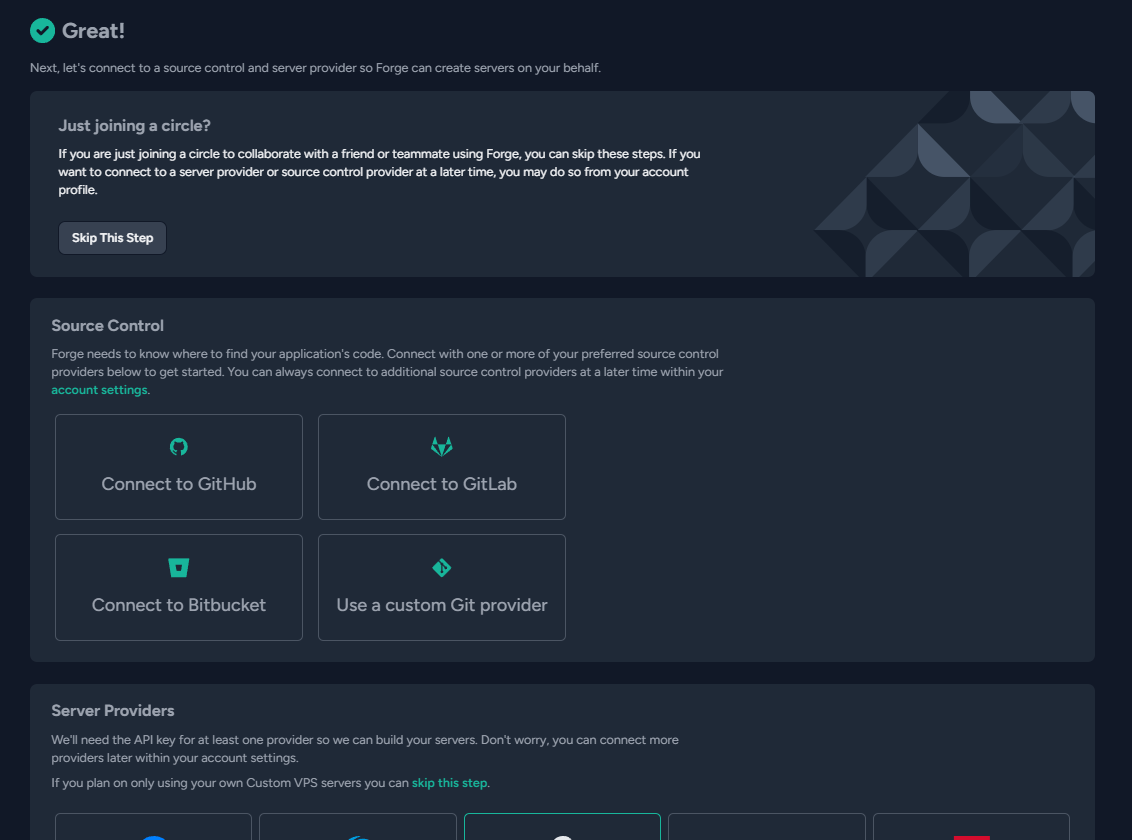 Great!
Next, let's connect to a source control and server provider so Forge can create servers on your behalf.
Just joining a circle?
If you are just joining a circle to collaborate with a friend or teammate using Forge, you can skip these steps. If you
want to connect to a server provider or source control provider at a later time, you may do so from your account
profile.
Skip This Step
Source Control
Forge needs to know where to find your application's code. Connect with one or more of your preferred source control
providers below to get started. You can always connect to additional source control providers at a later time within your
account settings.
Connect to GitHub
Connect to GitLab
Connect to Bitbucket
Use a custom Git provider
Server Providers
We'll need the API key for at least one provider so we can build your servers. Don't worry, you can connect more
providers later within your account settings.
If you plan on only using your own Custom VPS servers you can skip this step.